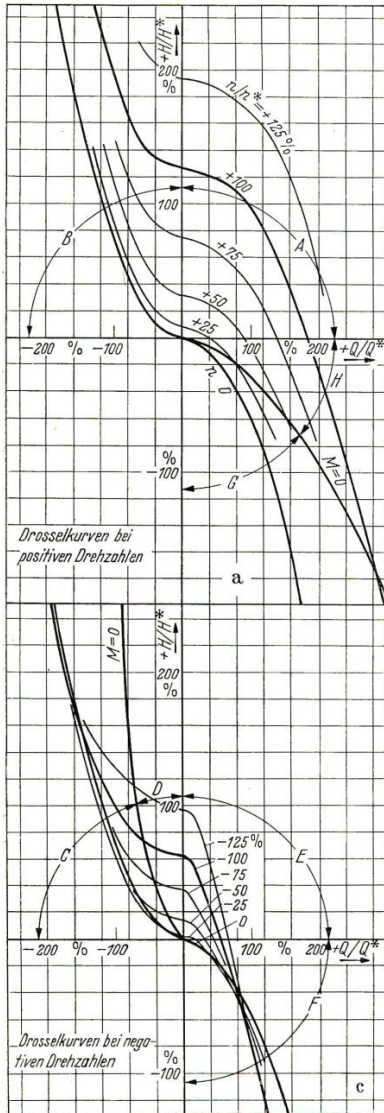 +H/H*
200
%
n/n*=+125%
+100
100
B
A
+75
+50
+25
-200
%
-100
100
%
200
+Q/Q*
n
0
H
M=0
-100
%
G
Drosselkurven bei
positiven Drehzahlen
a
+H/H*
M=0
200
%
D
100
C
E
-125%
-100
-75
-50
-25
0
-200
%
-100
100
%
200
+Q/Q*
F
Drosselkurven bei nega-
tiven Drehzahlen
-100
%
c